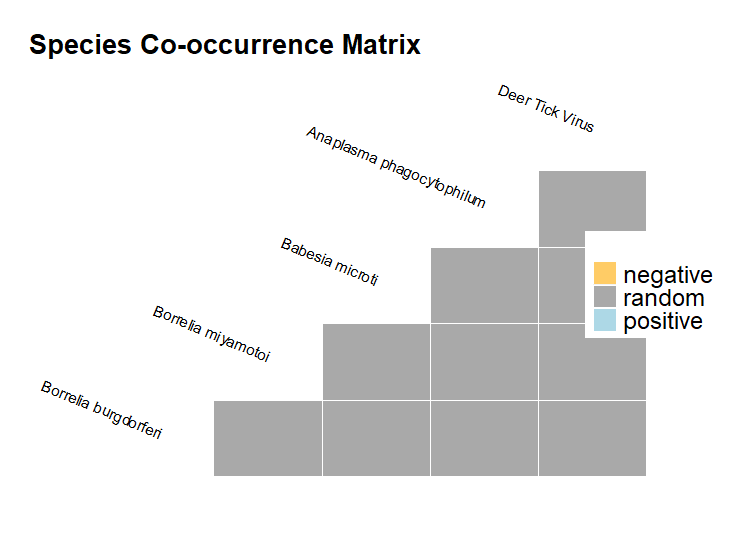 Species Co-occurrence Matrix
Deer Tick Virus
Anaplasma phagocytophilum
Babesia microti
negative
random
positive
Borrelia miyamotoi
Borrelia burgdorferi